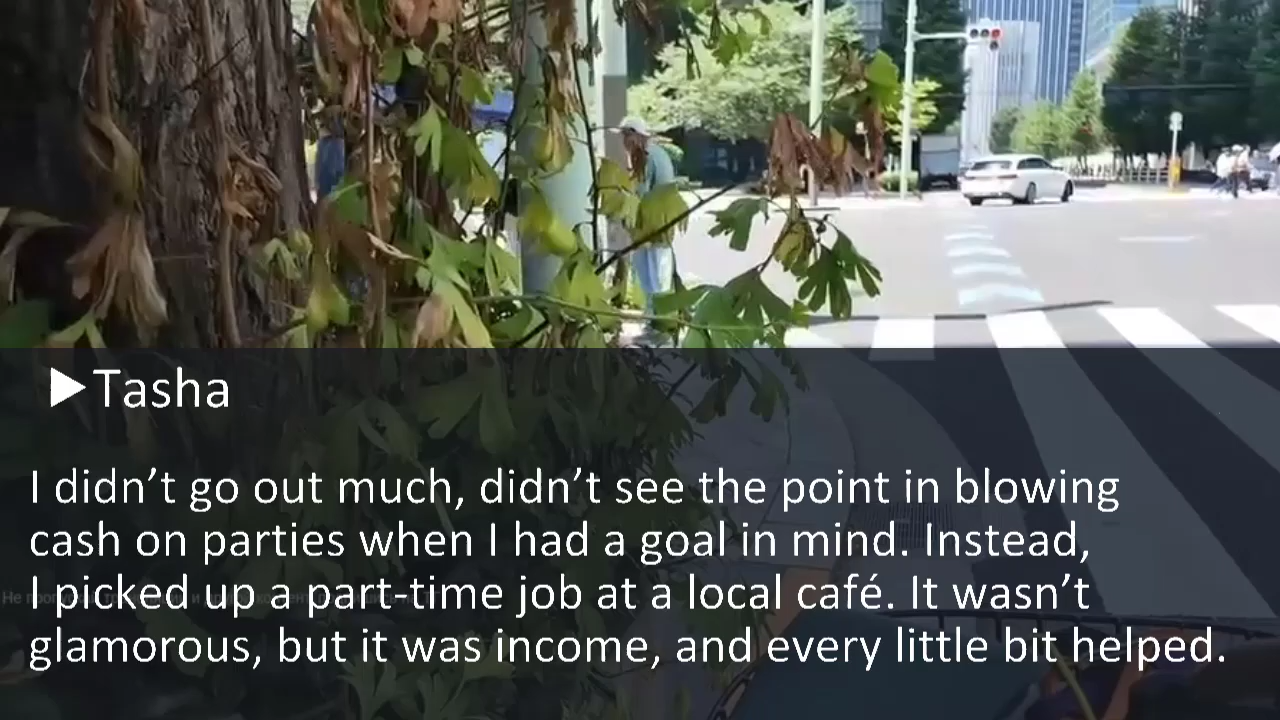 ▶Tasha
I didn’t go out much, didn’t see the point in blowing
cash on parties when I had a goal in mind. Instead,
I picked up a part-time job at a local café. It wasn’t
glamorous, but it was income, and every little bit helped.